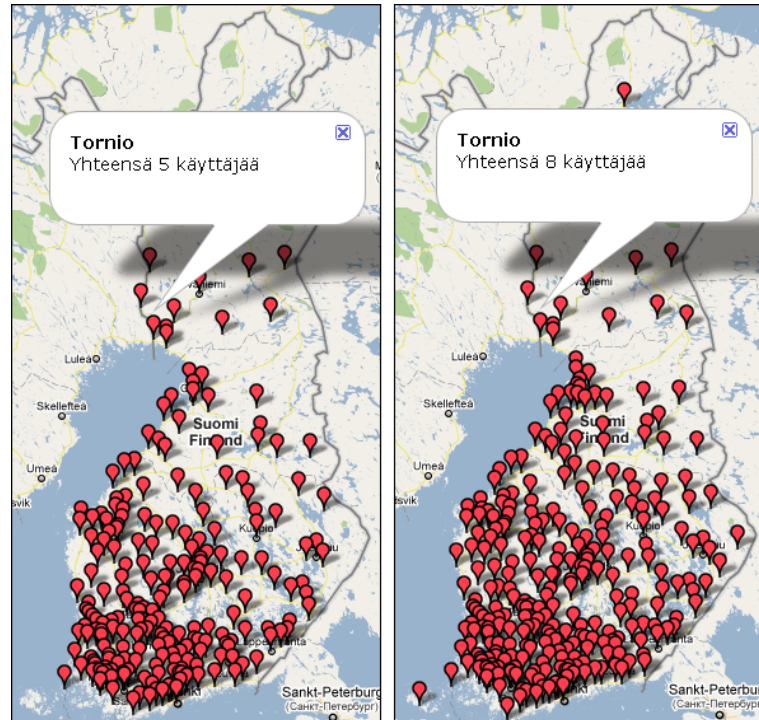 Tornio
Yhteensä 5 käyttäjää
Luleå
Skellefteå
Suomi
Finland
Umeå
Kuopio
Sankt-Peterburg
(Санкт-Петербург)
Tornio
Yhteensä 8 käyttäjää
Luleå
Skellefteå
Suomi
Finland
Umeå
Kuopio
Sankt-Peterburg
(Санкт-Петербург)